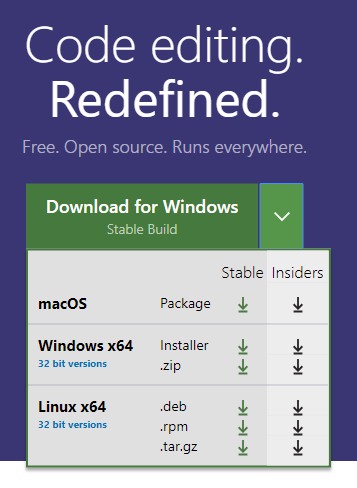 Code editing.
Redefined.
Free. Open source. Runs everywhere.
Download for Windows
Stable Build
Stable Insiders
macOS Package
Windows x64 Installer
32 bit versions .zip
Linux x64 .deb
32 bit versions .rpm
.tar.gz